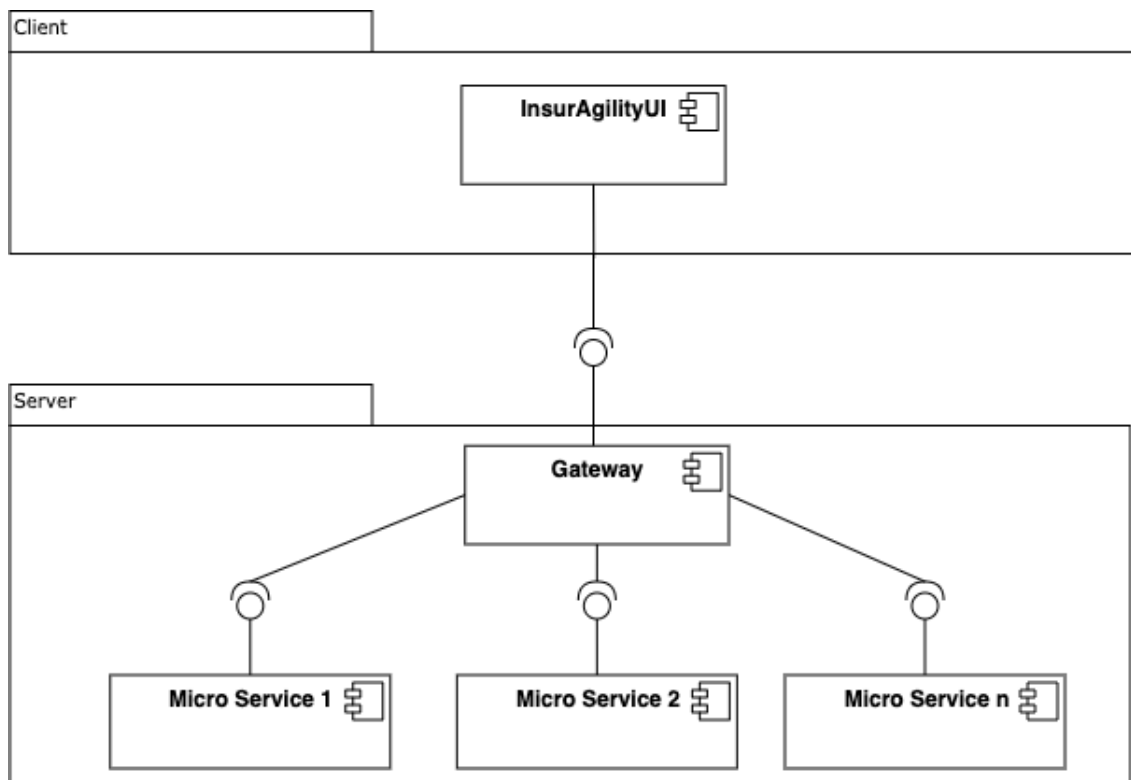 Client
InsurAgilityUI
Server
Gateway
Micro Service 1
Micro Service 2
Micro Service n